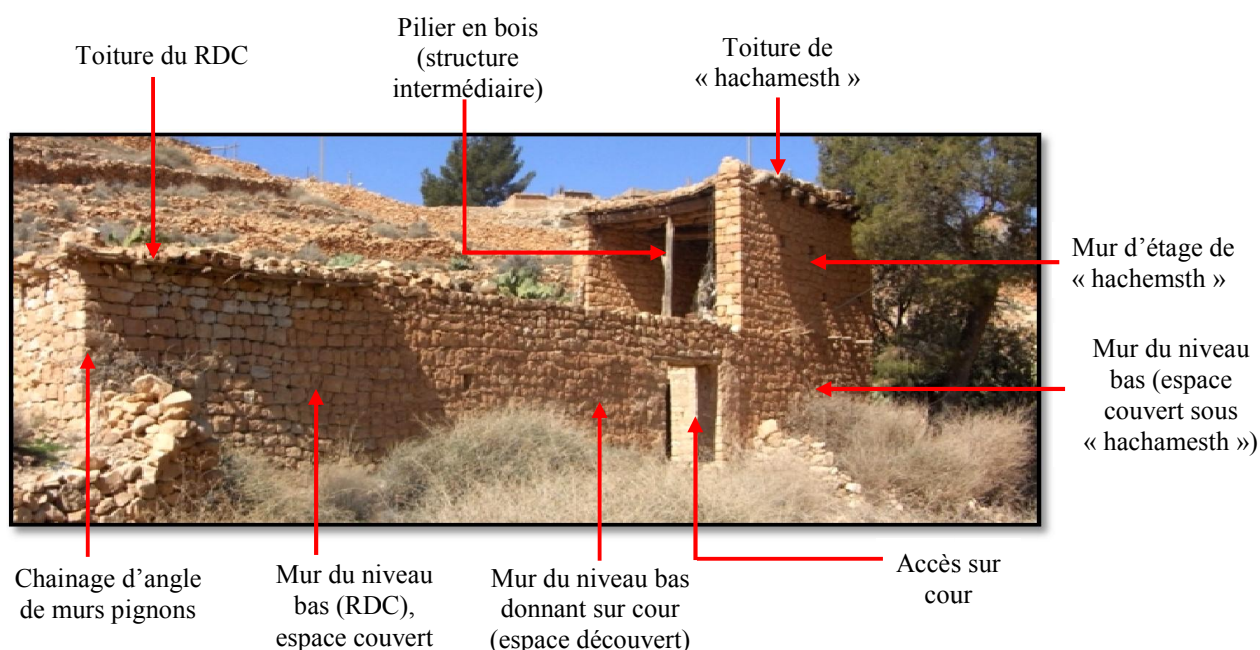 Toiture du RDC
Pilier en bois
(structure
intermédiaire)
Toiture de
« hachamesth »
Mur d’étage de
« hachemsth »
Mur du niveau
bas (espace
couvert sous
« hachamesth »)
Chainage d’angle
de murs pignons
Mur du niveau
bas (RDC),
espace couvert
Mur du niveau bas
donnant sur cour
(espace découvert)
Accès sur
cour